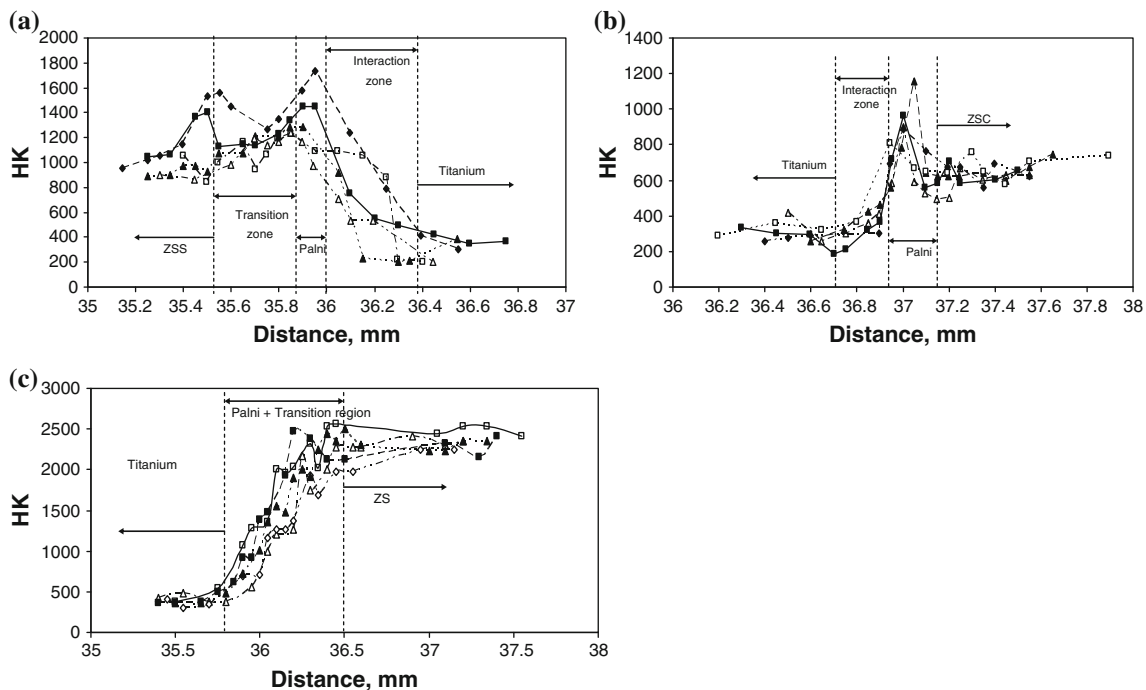 (a)
2000
1800
1600
1400
1200
1000
800
600
400
200
0
HK
Interaction
zone
Titanium
Transition
zone
Palni
ZSS
35 35.2 35.4 35.6 35.8 36 36.2 36.4 36.6 36.8 37
Distance, mm
(b)
1400
1200
1000
800
600
400
200
0
HK
Interaction
zone
ZSC
Titanium
Palni
36 36.2 36.4 36.6 36.8 37 37.2 37.4 37.6 37.8 38
Distance, mm
(c)
3000
2500
2000
1500
1000
500
0
HK
Palni + Transition region
Titanium
ZS
35 35.5 36 36.5 37 37.5 38
Distance, mm